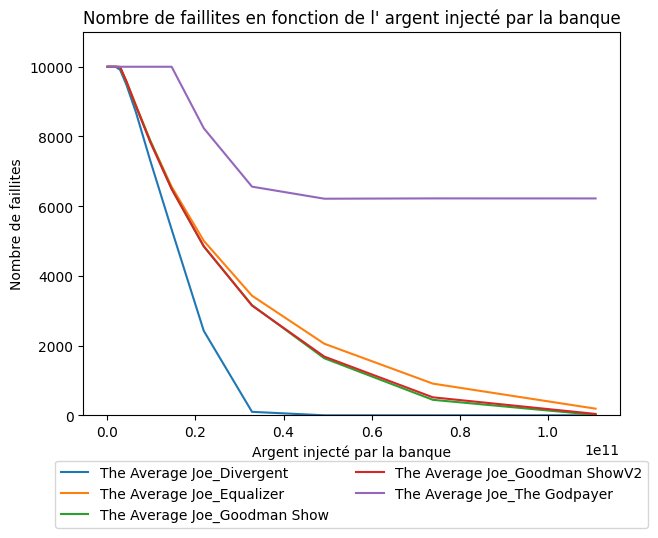 Nombre de faillites en fonction de l' argent injecté par la banque
10000
8000
6000
4000
2000
0
Nombre de faillites
0.0
0.2
0.4
0.6
0.8
1.0
1e11
Argent injecté par la banque
The Average Joe_Divergent
The Average Joe_Equalizer
The Average Joe_Goodman Show
The Average Joe_Goodman ShowV2
The Average Joe_The Godpayer